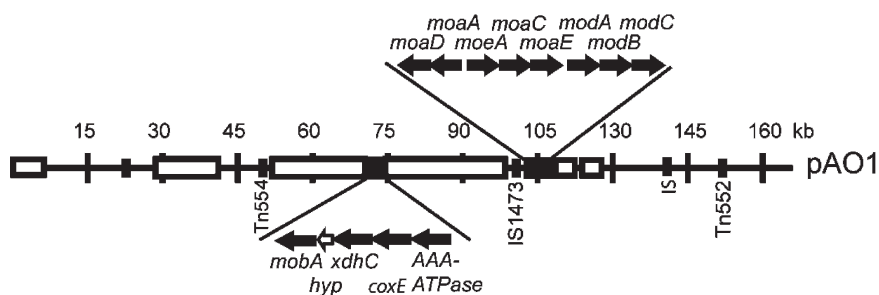 moaA moaC modA modC
moaD moeA moaE modB
15 30 45 60 75 90 105 130 145 160 kb
pAO1
Tn554
IS1473
IS
Tn552
mobA xdhC AAA-
hyp coxE ATPase